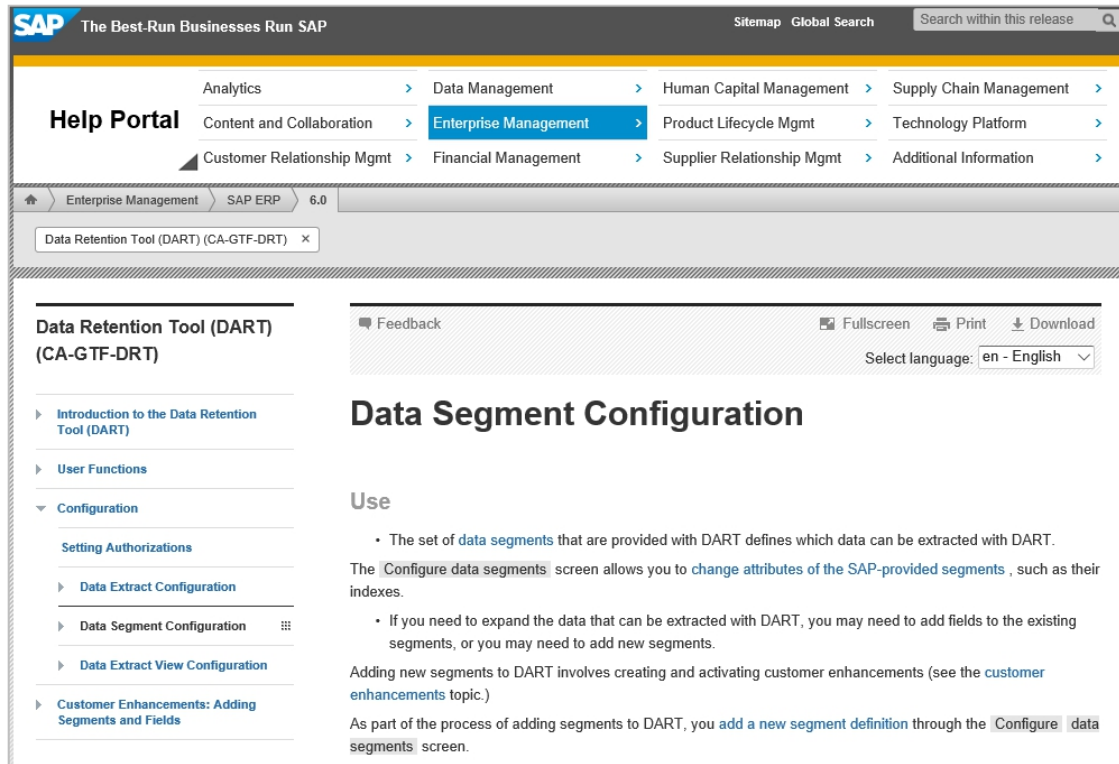 SAP The Best-Run Businesses Run SAP
Sitemap Global Search Search within this release
Help Portal
Analytics
Data Management
Human Capital Management
Supply Chain Management
Content and Collaboration
Enterprise Management
Product Lifecycle Mgmt
Technology Platform
Customer Relationship Mgmt
Financial Management
Supplier Relationship Mgmt
Additional Information
Enterprise Management SAP ERP 6.0
Data Retention Tool (DART) (CA-GTF-DRT) ×
Data Retention Tool (DART)
(CA-GTF-DRT)
Introduction to the Data Retention
Tool (DART)
User Functions
Configuration
Setting Authorizations
Data Extract Configuration
Data Segment Configuration
Data Extract View Configuration
Customer Enhancements: Adding
Segments and Fields
Feedback
Fullscreen Print Download
Select language: en - English
Data Segment Configuration
Use
• The set of data segments that are provided with DART defines which data can be extracted with DART.
The Configure data segments screen allows you to change attributes of the SAP-provided segments , such as their
indexes.
• If you need to expand the data that can be extracted with DART, you may need to add fields to the existing
segments, or you may need to add new segments.
Adding new segments to DART involves creating and activating customer enhancements (see the customer
enhancements topic.)
As part of the process of adding segments to DART, you add a new segment definition through the Configure data
segments screen.